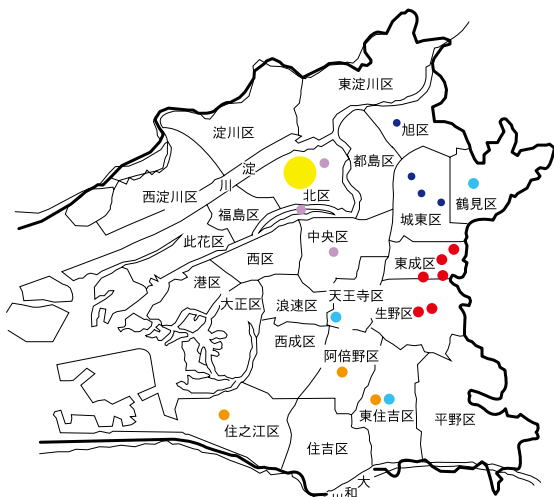 東淀川区
淀川区
旭区
都島区
淀
川
西淀川区
北区
鶴見区
福島区
城東区
此花区
中央区
西区
東成区
港区
天王寺区
大正区
浪速区
生野区
西成区
阿倍野区
東住吉区
平野区
住之江区
住吉区
大
和
川